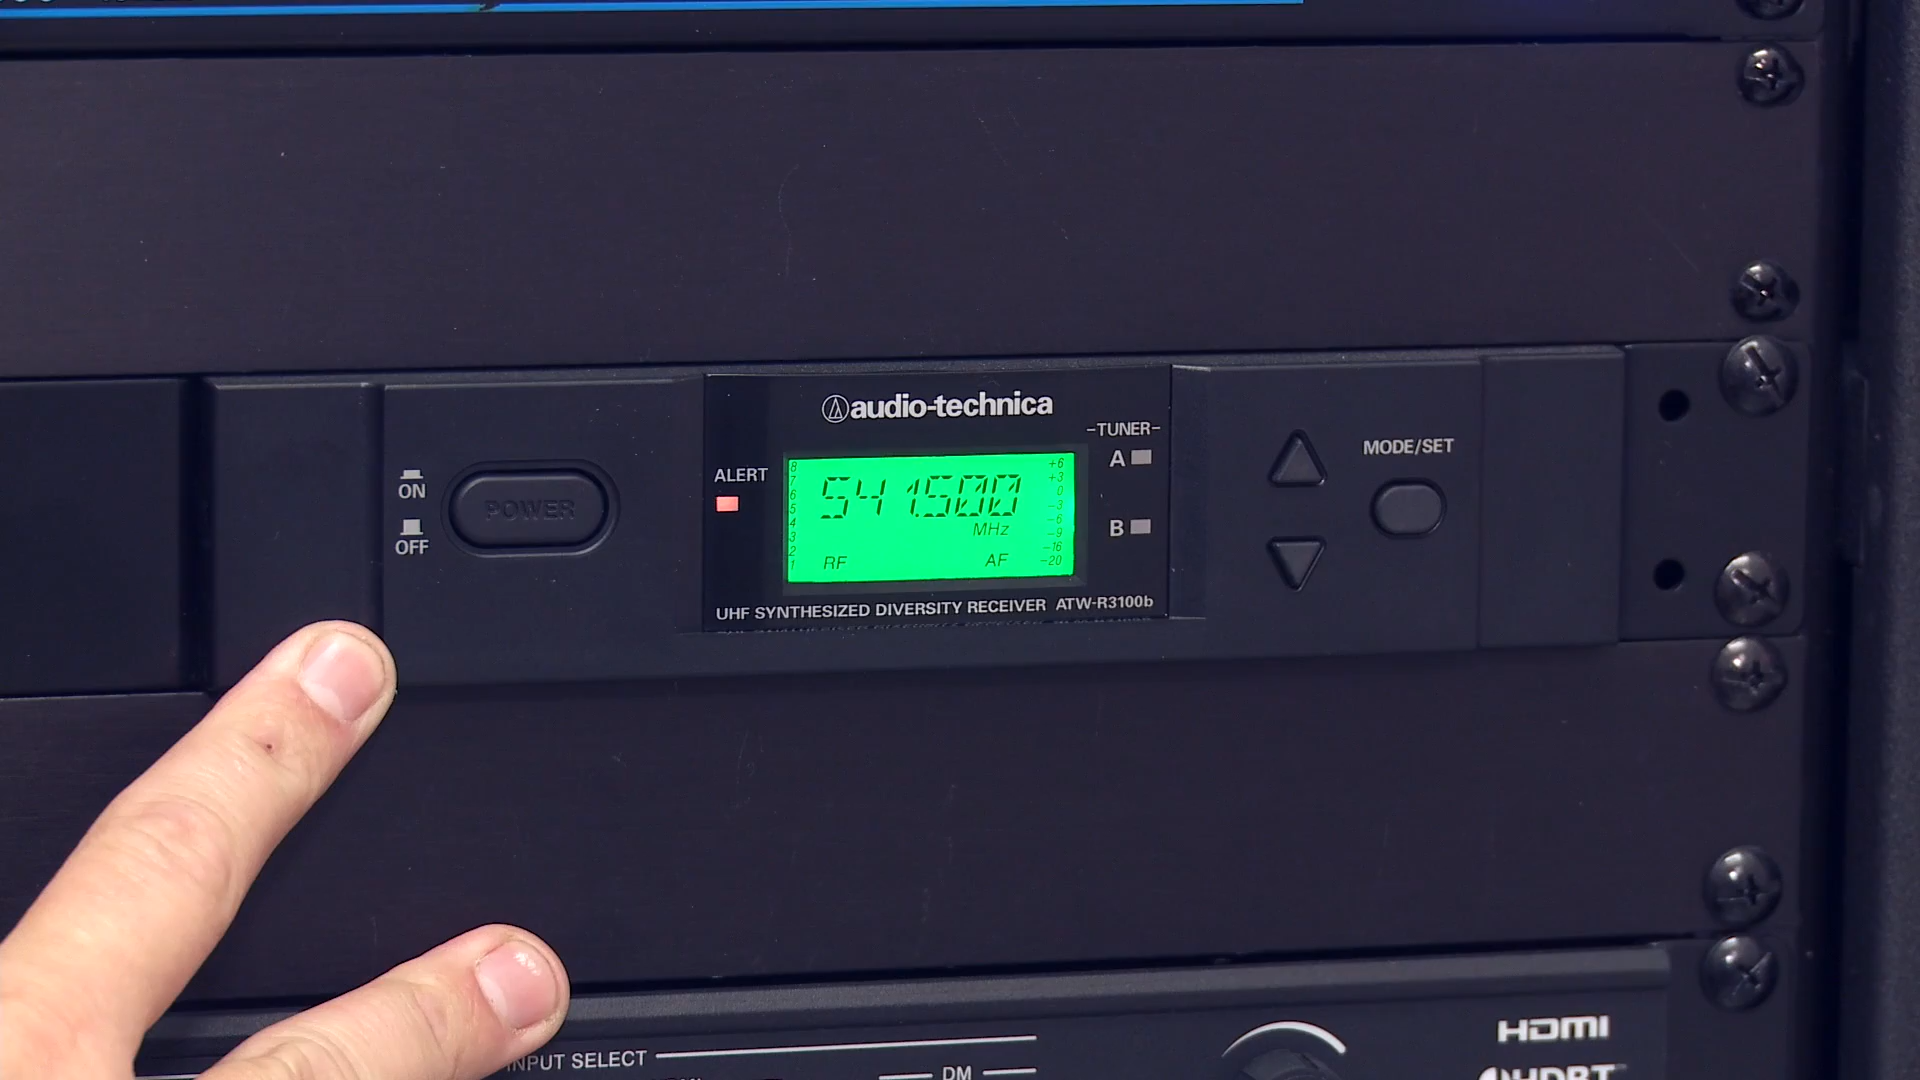 audio-technica
-TUNER-
A
B
ALERT
ON
OFF
POWER
8
7
6
5
4
3
2
1
541.500
MHz
RF
AF
+6
+3
0
-3
-6
-9
-16
-20
MODE/SET
UHF SYNTHESIZED DIVERSITY RECEIVER ATW-R3100b
INPUT SELECT
DM
HDMI
HDBT